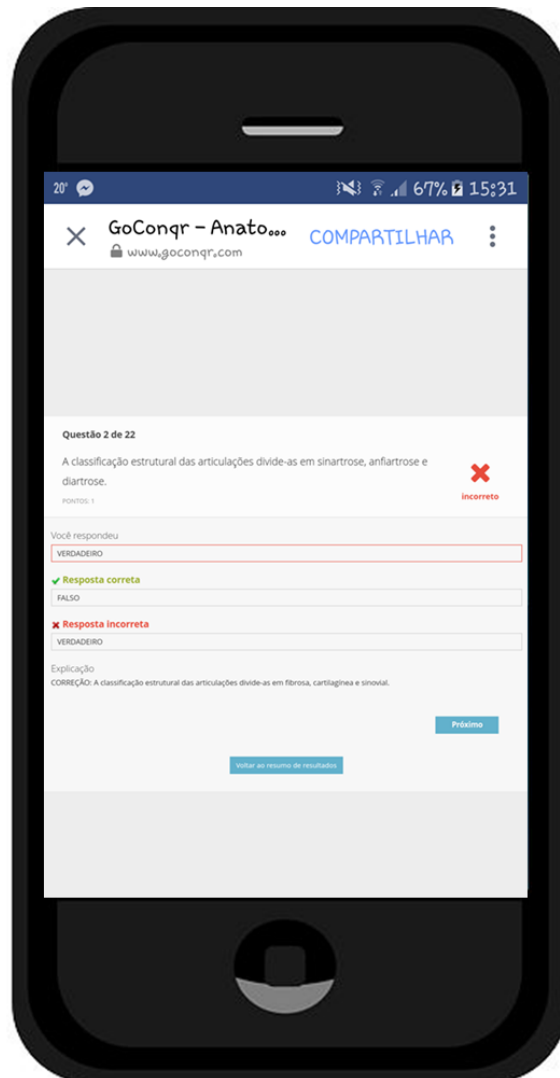 20° 67% 15:31
GoConqr - Anato... COMPARTILHAR
www.goconqr.com
Questão 2 de 22
A classificação estrutural das articulações divide-as em sinartrose, anfiartrose e
diartrose.
PONTOS: 1
incorreto
Você respondeu
VERDADEIRO
Resposta correta
FALSO
Resposta incorreta
VERDADEIRO
Explicação
CORREÇÃO: A classificação estrutural das articulações divide-as em fibrosa, cartilagínea e sinovial.
Próximo
Voltar ao resumo de resultados